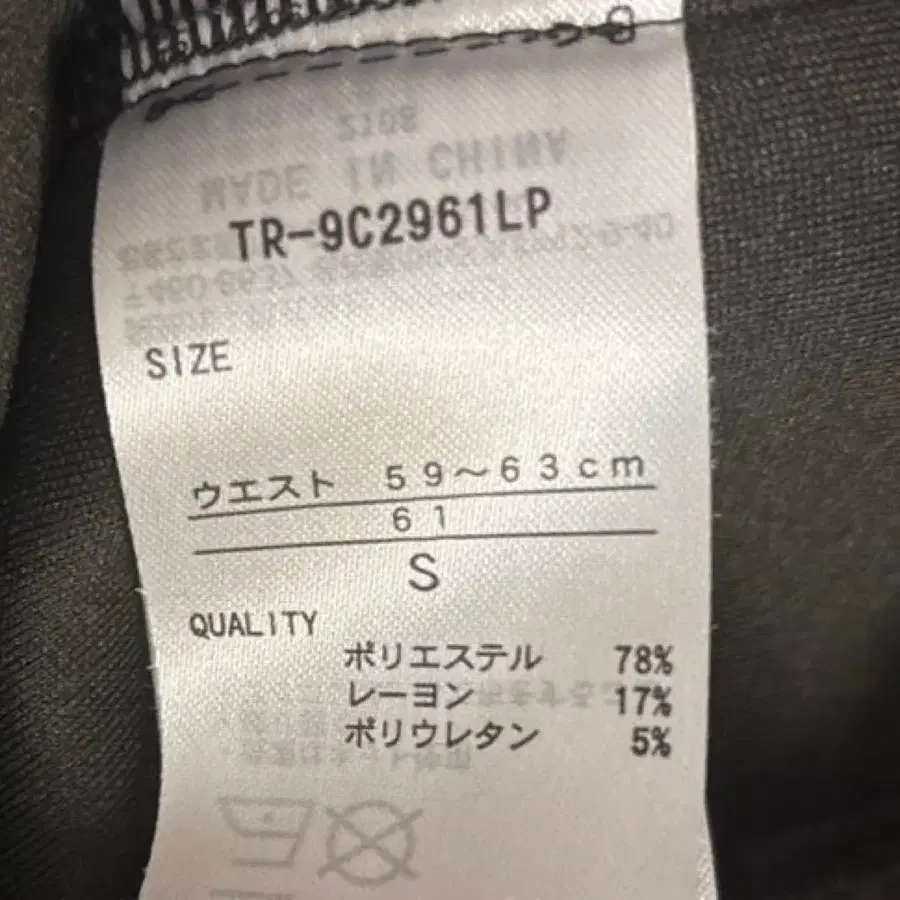 2108
MADE IN CHINA
TR-9C2961LP
SIZE
ウエスト 59～63cm
61
S
QUALITY
ポリエステル 78%
レーヨン 17%
ポリウレタン 5%